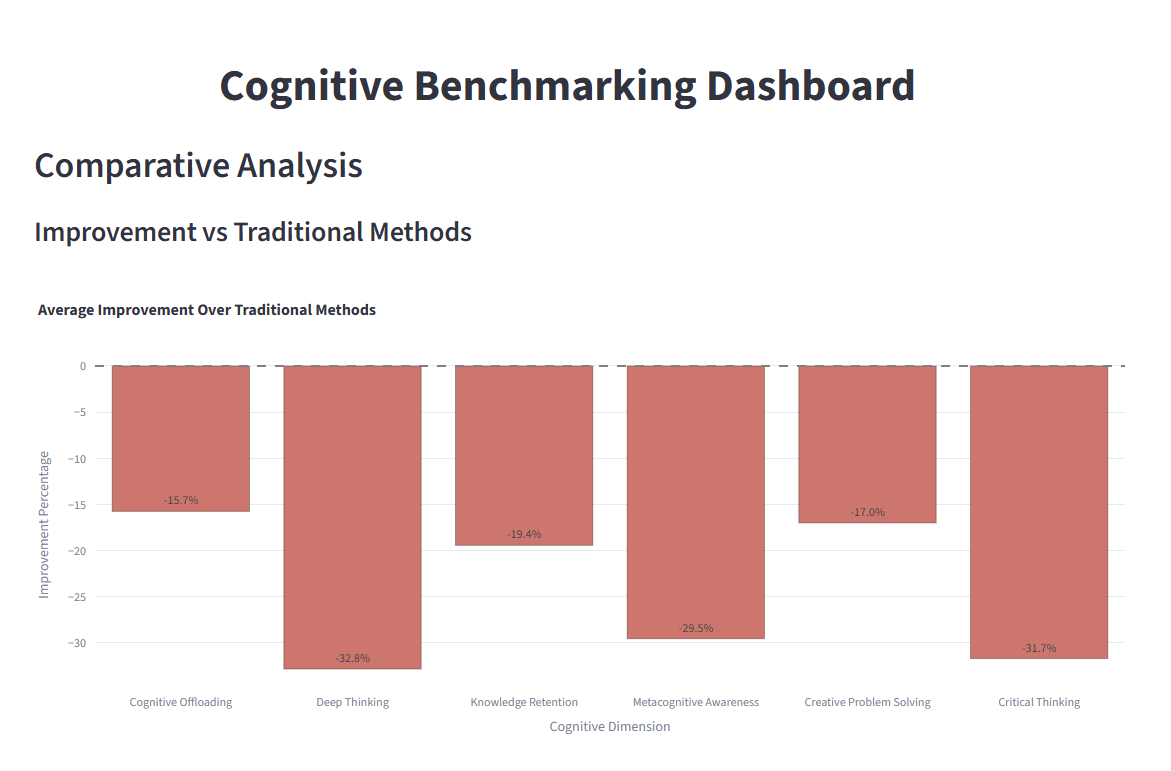 Cognitive Benchmarking Dashboard
Comparative Analysis
Improvement vs Traditional Methods
Average Improvement Over Traditional Methods
Improvement Percentage
0
−5
−10
−15
−20
−25
−30
-15.7%
-32.8%
-19.4%
-29.5%
-17.0%
-31.7%
Cognitive Offloading Deep Thinking Knowledge Retention Metacognitive Awareness Creative Problem Solving Critical Thinking
Cognitive Dimension